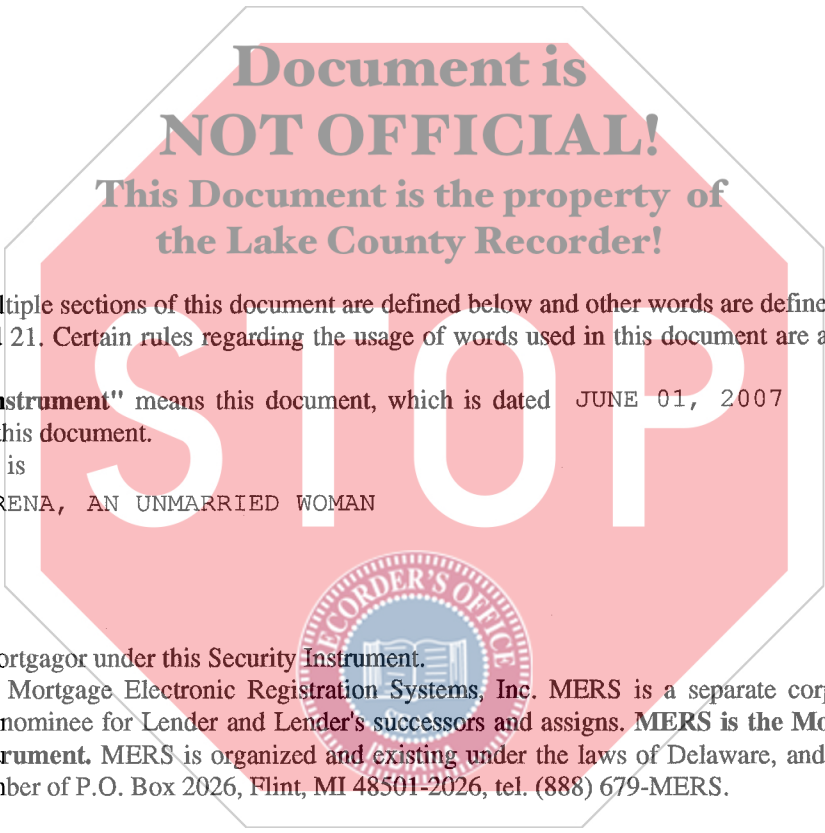 Document is
NOT OFFICIAL!
This Document is the property of
the Lake County Recorder!
ltiple sections of this document are defined below and other words are define
21. Certain rules regarding the usage of words used in this document are a
STOP
nstrument" means this document, which is dated JUNE 01, 2007
this document.
is
RENA, AN UNMARRIED WOMAN
RECORDER'S OFFICE
ortgagor under this Security Instrument.
Mortgage Electronic Registration Systems, Inc. MERS is a separate corp
nominee for Lender and Lender's successors and assigns. MERS is the Mo
rument. MERS is organized and existing under the laws of Delaware, and
nber of P.O. Box 2026, Flint, MI 48501-2026, tel. (888) 679-MERS.